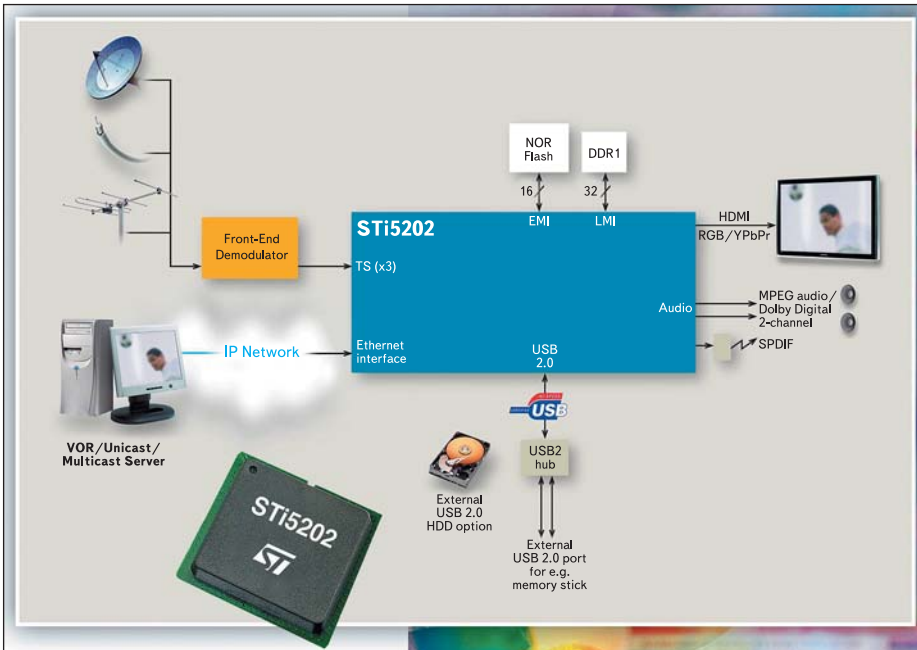 NOR
Flash
DDR1
16
32
EMI
LMI
STi5202
HDMI
RGB/YPbPr
Front-End
Demodulator
TS (x3)
Audio
MPEG audio/
Dolby Digital
2-channel
SPDIF
IP Network
Ethernet
interface
USB
2.0
USB
VOR/Unicast/
Multicast Server
USB2
hub
External
USB 2.0
HDD option
STi5202
ST
External
USB 2.0 port
for e.g.
memory stick